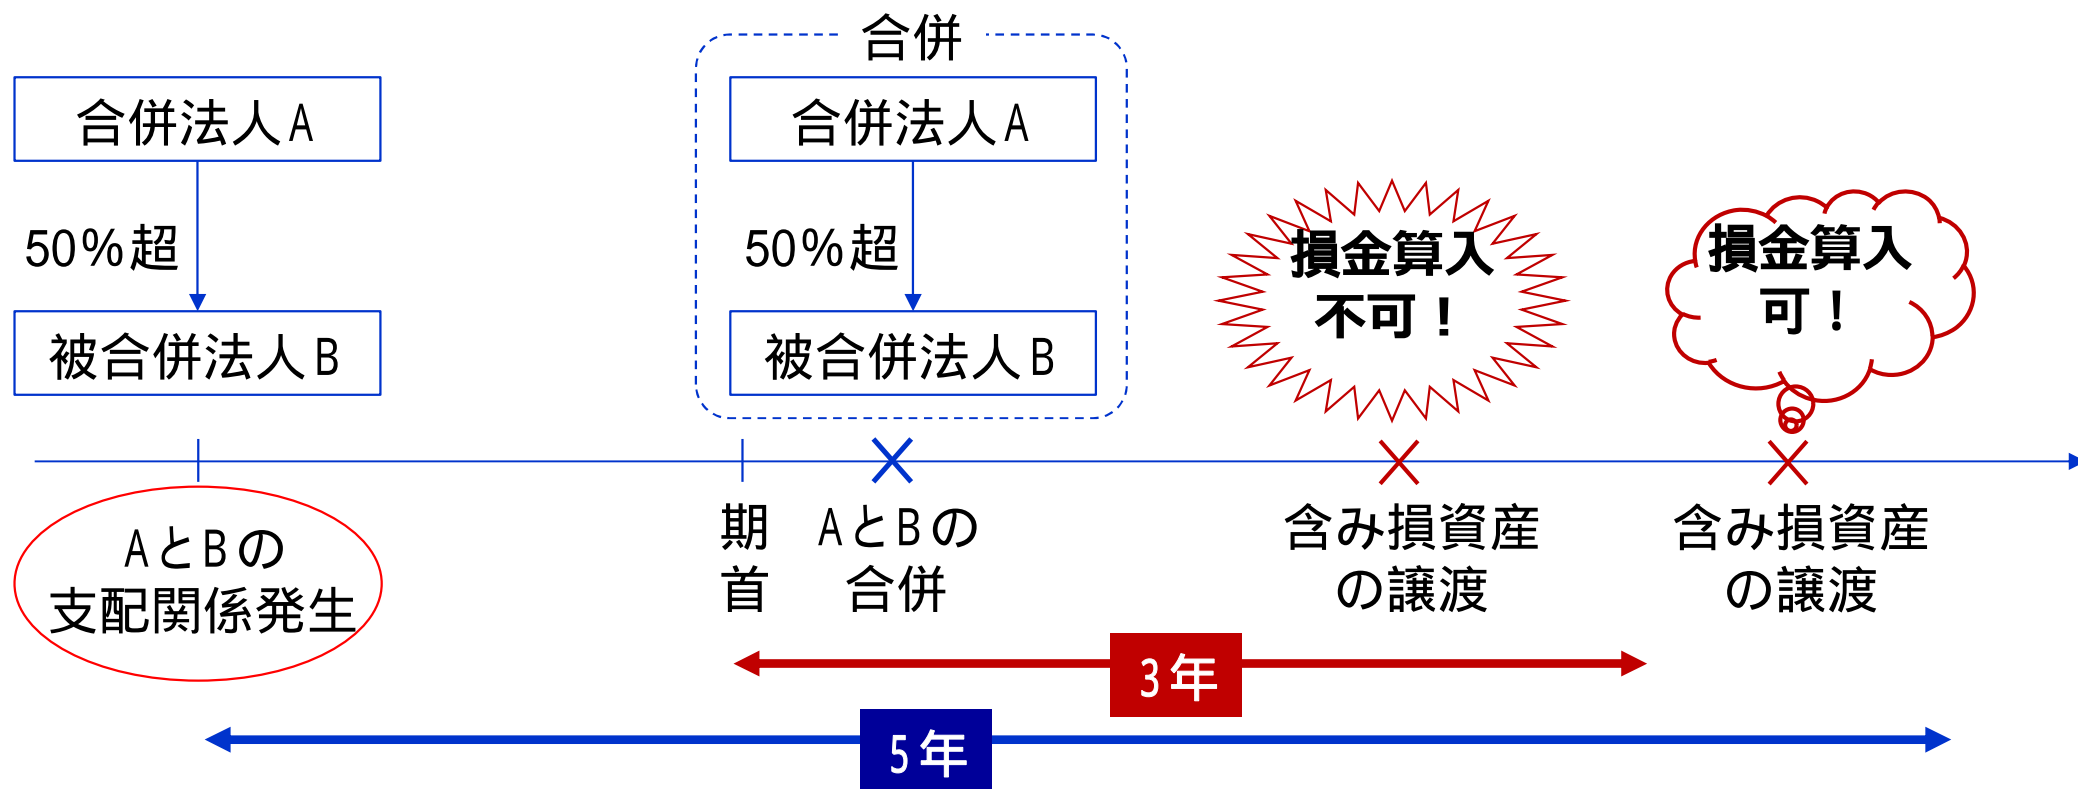 合併
合併法人A
50%超
被合併法人B
合併法人A
50%超
被合併法人B
損金算入
不可！
損金算入
可！
AとBの
支配関係発生
期
首
AとBの
合併
含み損資産
の譲渡
含み損資産
の譲渡
3年
5年